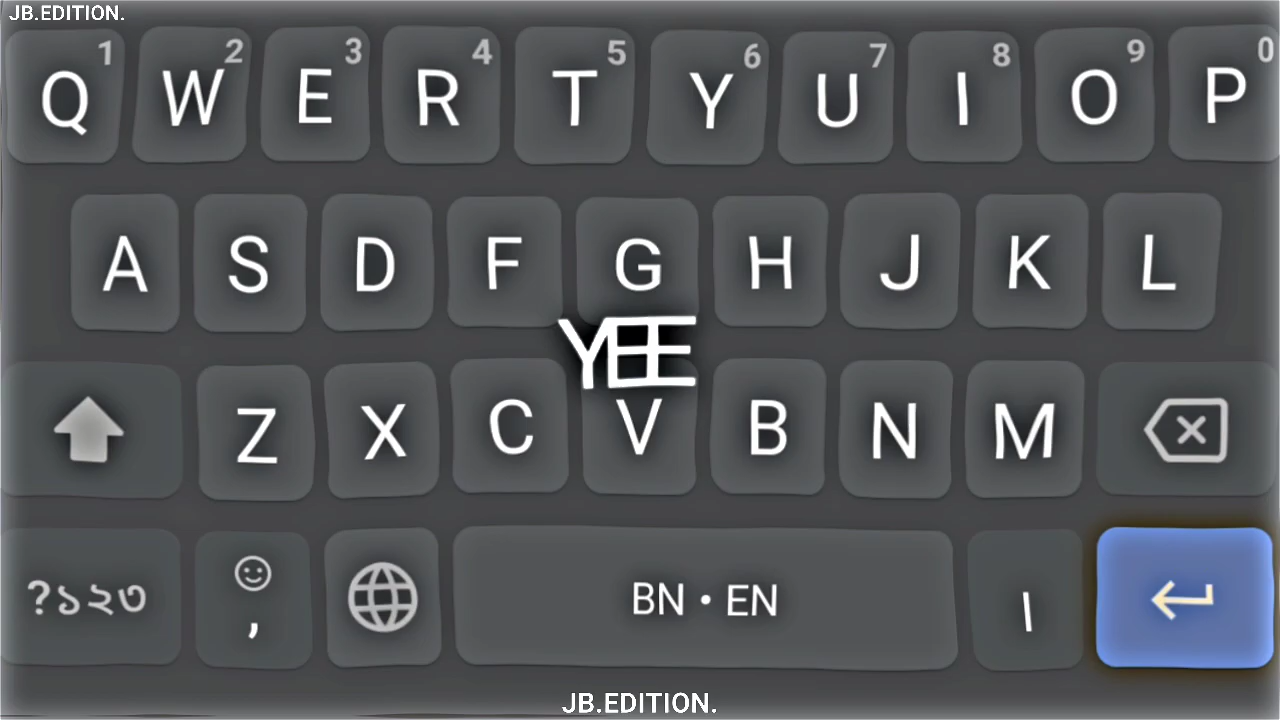 JB.EDITION.
1 2 3 4 5 6 7 8 9 0
Q W E R T Y U I O P
A S D F G H J K L
YEE
Z X C V B N M
?১২৩ , BN • EN ।
JB.EDITION.